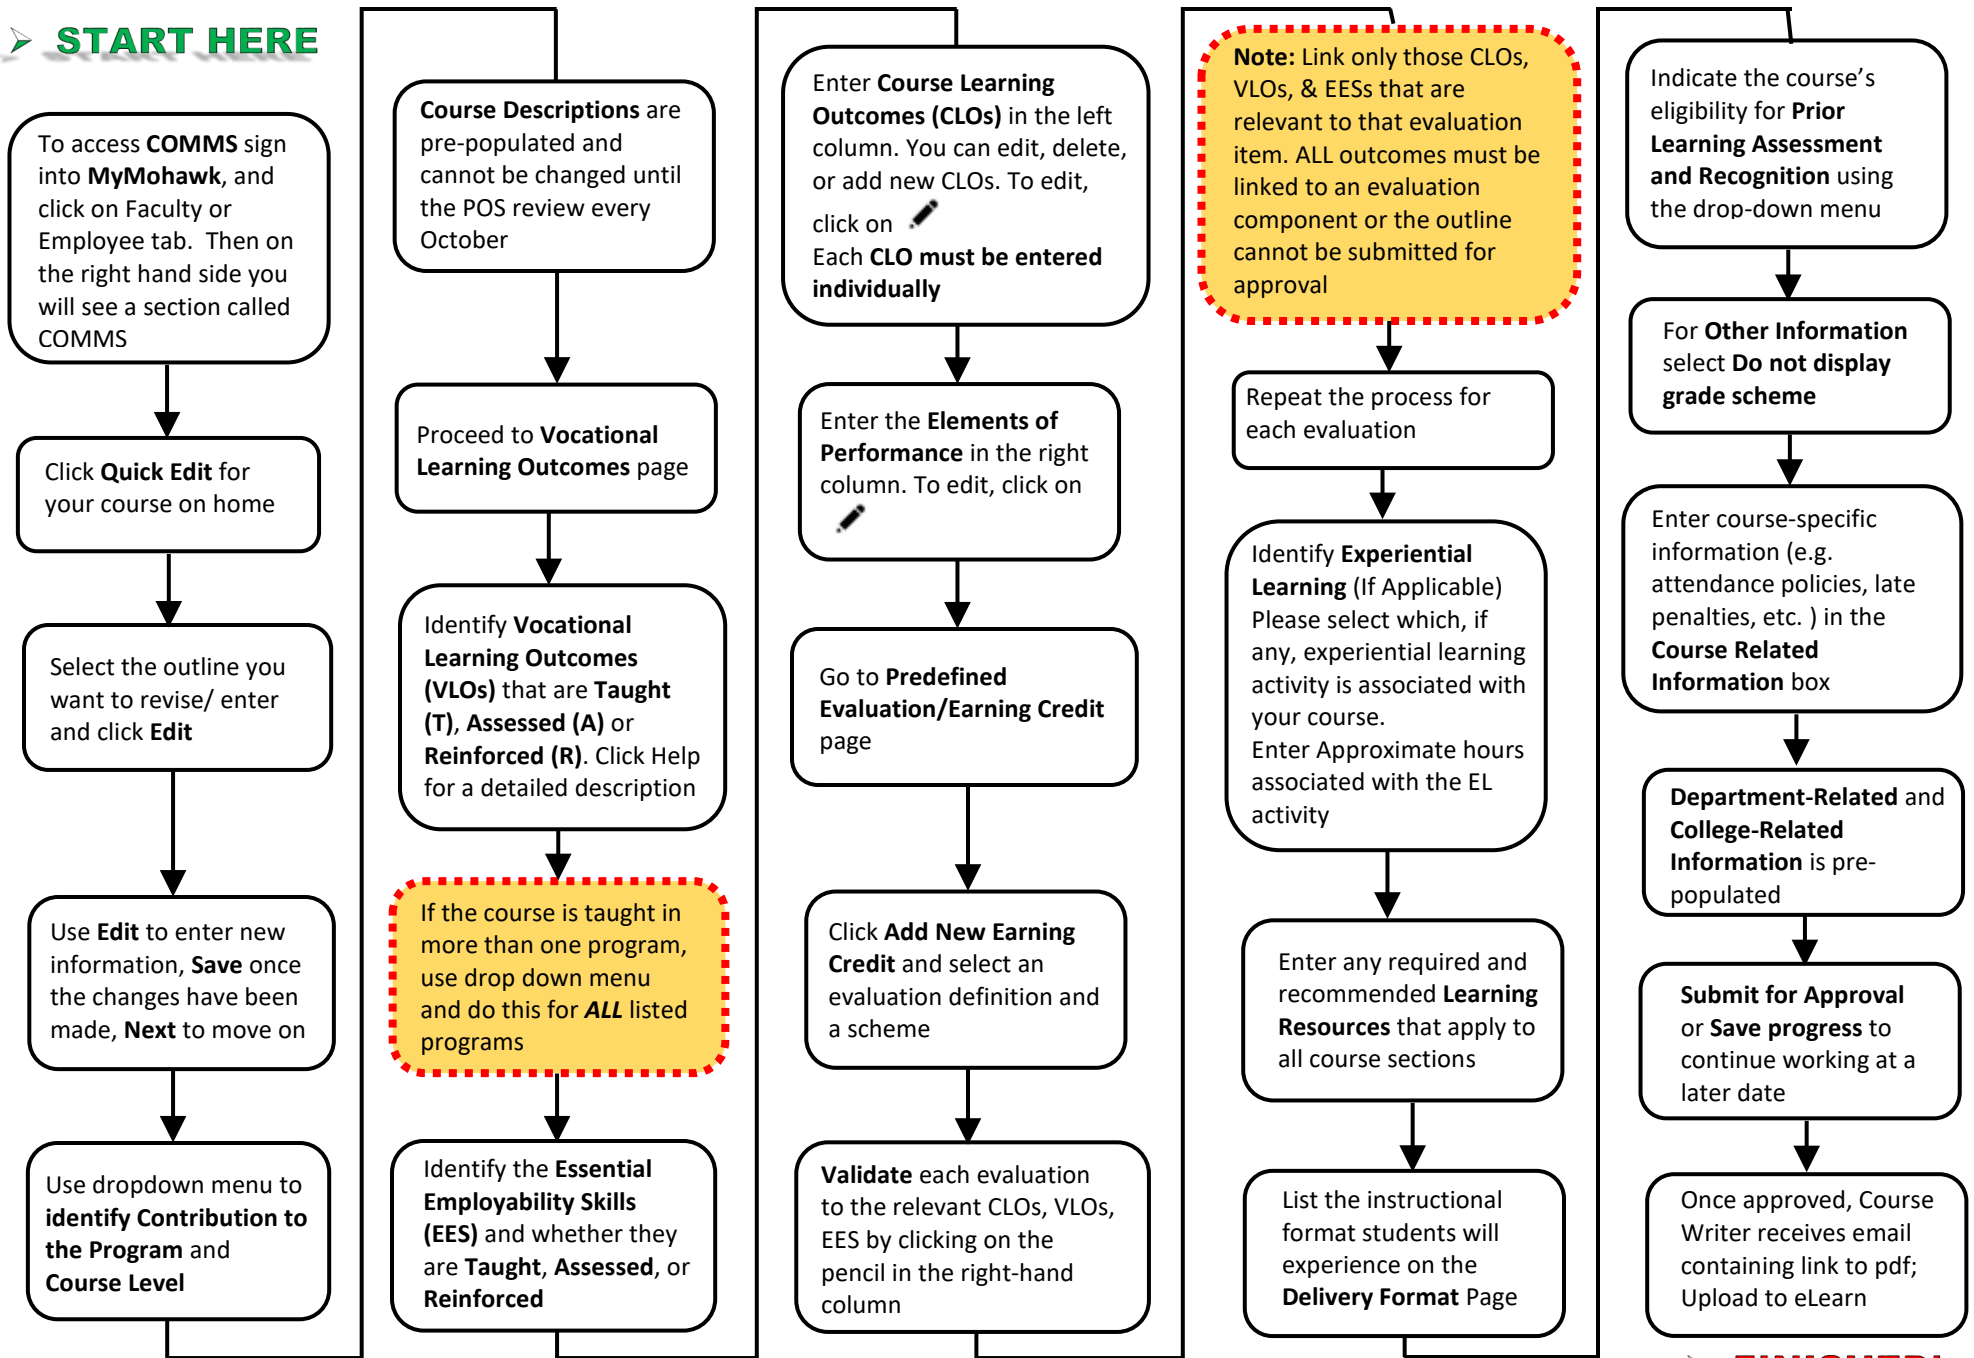 START HERE
To access COMMS sign
into MyMohawk, and
click on Faculty or
Employee tab.  Then on
the right hand side you
will see a section called
COMMS
Click Quick Edit for
your course on home
Select the outline you
want to revise/ enter
and click Edit
Use Edit to enter new
information, Save once
the changes have been
made, Next to move on
Use dropdown menu to
identify Contribution to
the Program and
Course Level
Course Descriptions are
pre-populated and
cannot be changed until
the POS review every
October
Proceed to Vocational
Learning Outcomes page
Identify Vocational
Learning Outcomes
(VLOs) that are Taught
(T), Assessed (A) or
Reinforced (R). Click Help
for a detailed description
If the course is taught in
more than one program,
use drop down menu
and do this for ALL listed
programs
Identify the Essential
Employability Skills
(EES) and whether they
are Taught, Assessed, or
Reinforced
Enter Course Learning
Outcomes (CLOs) in the left
column. You can edit, delete,
or add new CLOs. To edit,
click on
Each CLO must be entered
individually
Enter the Elements of
Performance in the right
column. To edit, click on
Go to Predefined
Evaluation/Earning Credit
page
Click Add New Earning
Credit and select an
evaluation definition and
a scheme
Validate each evaluation
to the relevant CLOs, VLOs,
EES by clicking on the
pencil in the right-hand
column
Note: Link only those CLOs,
VLOs, & EESs that are
relevant to that evaluation
item. ALL outcomes must be
linked to an evaluation
component or the outline
cannot be submitted for
approval
Repeat the process for
each evaluation
Identify Experiential
Learning (If Applicable)
Please select which, if
any, experiential learning
activity is associated with
your course.
Enter Approximate hours
associated with the EL
activity
Enter any required and
recommended Learning
Resources that apply to
all course sections
List the instructional
format students will
experience on the
Delivery Format Page
Indicate the course's
eligibility for Prior
Learning Assessment
and Recognition using
the drop-down menu
For Other Information
select Do not display
grade scheme
Enter course-specific
information (e.g.
attendance policies, late
penalties, etc. ) in the
Course Related
Information box
Department-Related and
College-Related
Information is pre-
populated
Submit for Approval
or Save progress to
continue working at a
later date
Once approved, Course
Writer receives email
containing link to pdf;
Upload to eLearn